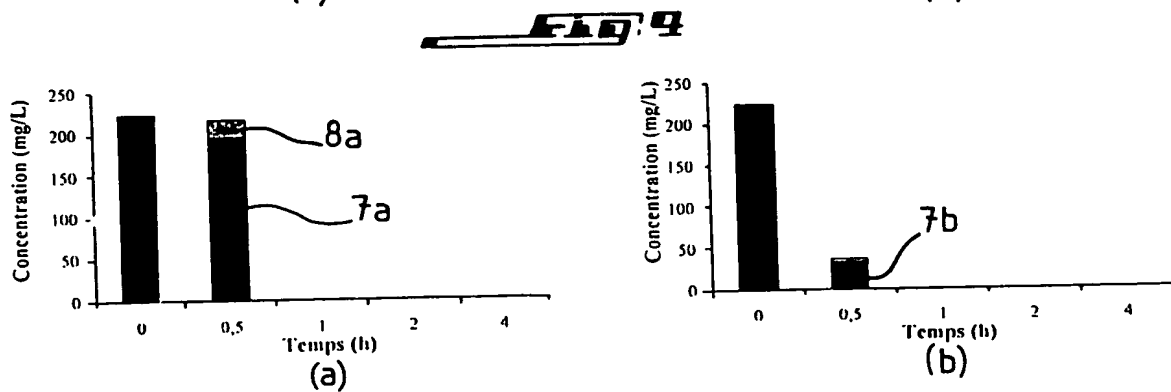 Fig. 4
Concentration (mg/L)
250
200
150
100
50
0
8a
7a
0 0,5 1 2 4
Temps (h)
(a)
Concentration (mg/L)
250
200
150
100
50
0
7b
0 0,5 1 2 4
Temps (h)
(b)